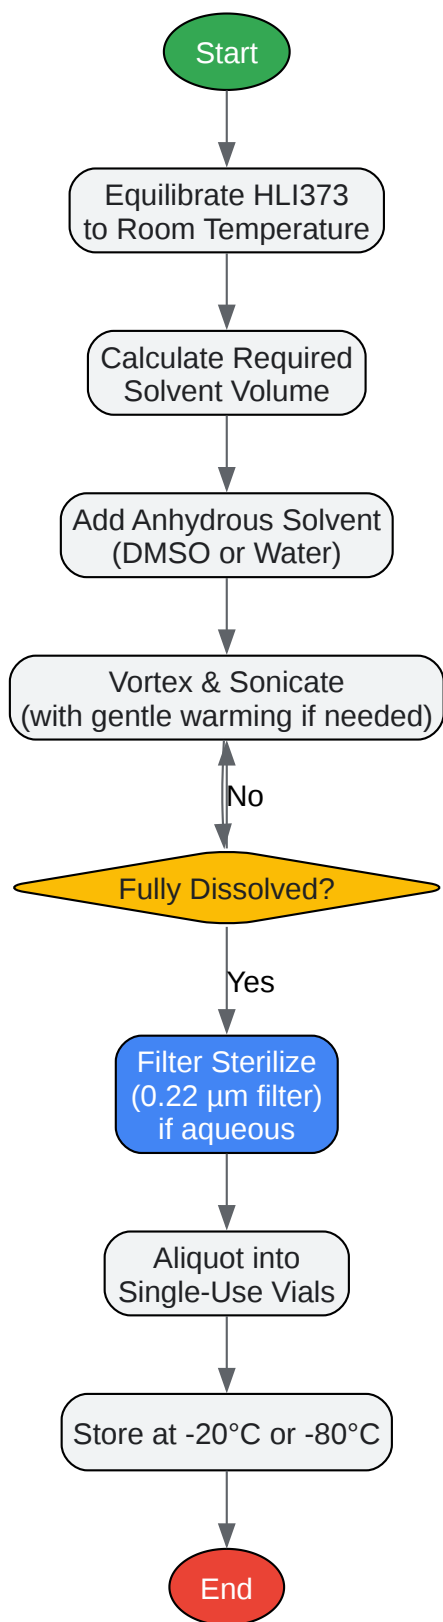 Start
Equilibrate HLI373
to Room Temperature
Calculate Required
Solvent Volume
Add Anhydrous Solvent
(DMSO or Water)
Vortex & Sonicate
(with gentle warming if needed)
No
Fully Dissolved?
Yes
Filter Sterilize
(0.22 µm filter)
if aqueous
Aliquot into
Single-Use Vials
Store at -20°C or -80°C
End